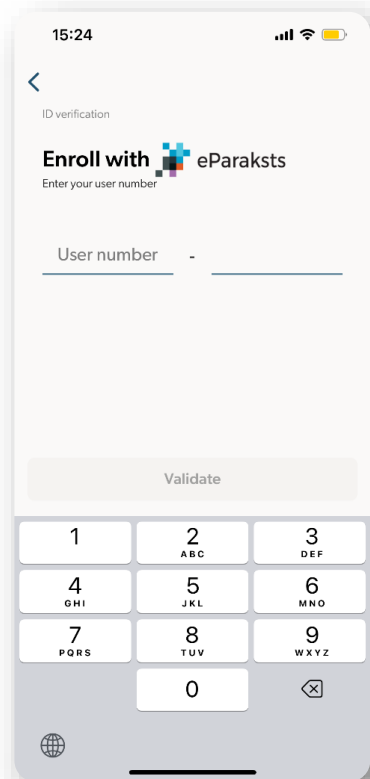 15:24
ID verification
Enroll with eParaksts
Enter your user number
User number -
Validate
1
2
ABC
3
DEF
4
GHI
5
JKL
6
MNO
7
PQRS
8
TUV
9
WXYZ
0